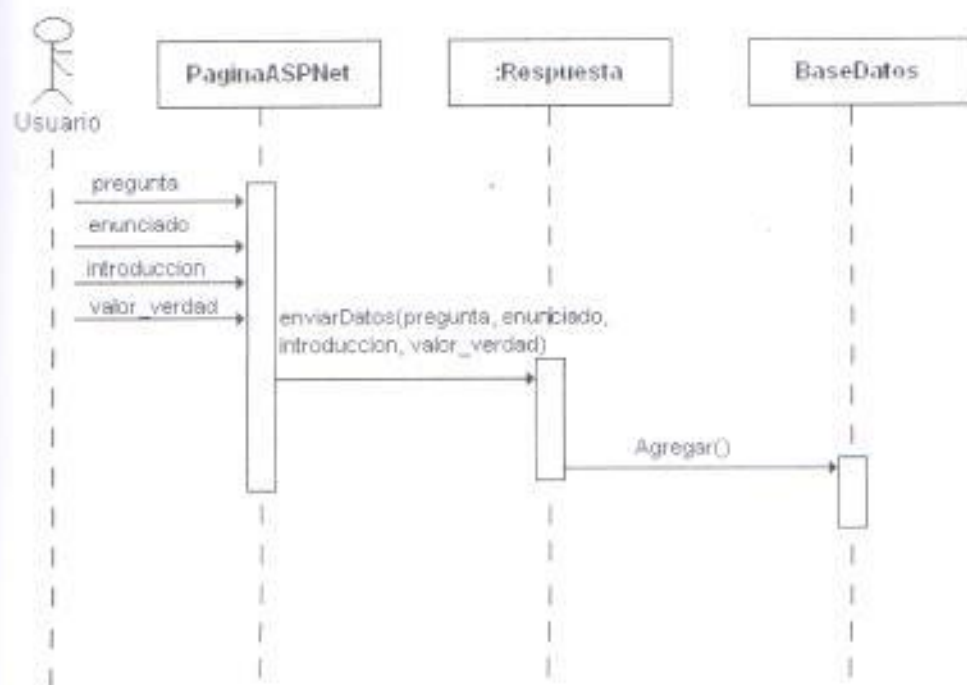 PaginaASPNet
:Respuesta
BaseDatos
Usuario
pregunta
enunciado
introduccion
valor_verdad
enviarDatos(pregunta, enunciado,
introduccion, valor_verdad)
Agregar()